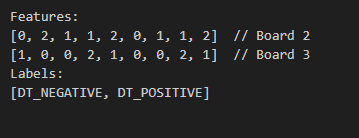 Features:
[0, 2, 1, 1, 2, 0, 1, 1, 2]  // Board 2
[1, 0, 0, 2, 1, 0, 0, 2, 1]  // Board 3
Labels:
[DT_NEGATIVE, DT_POSITIVE]